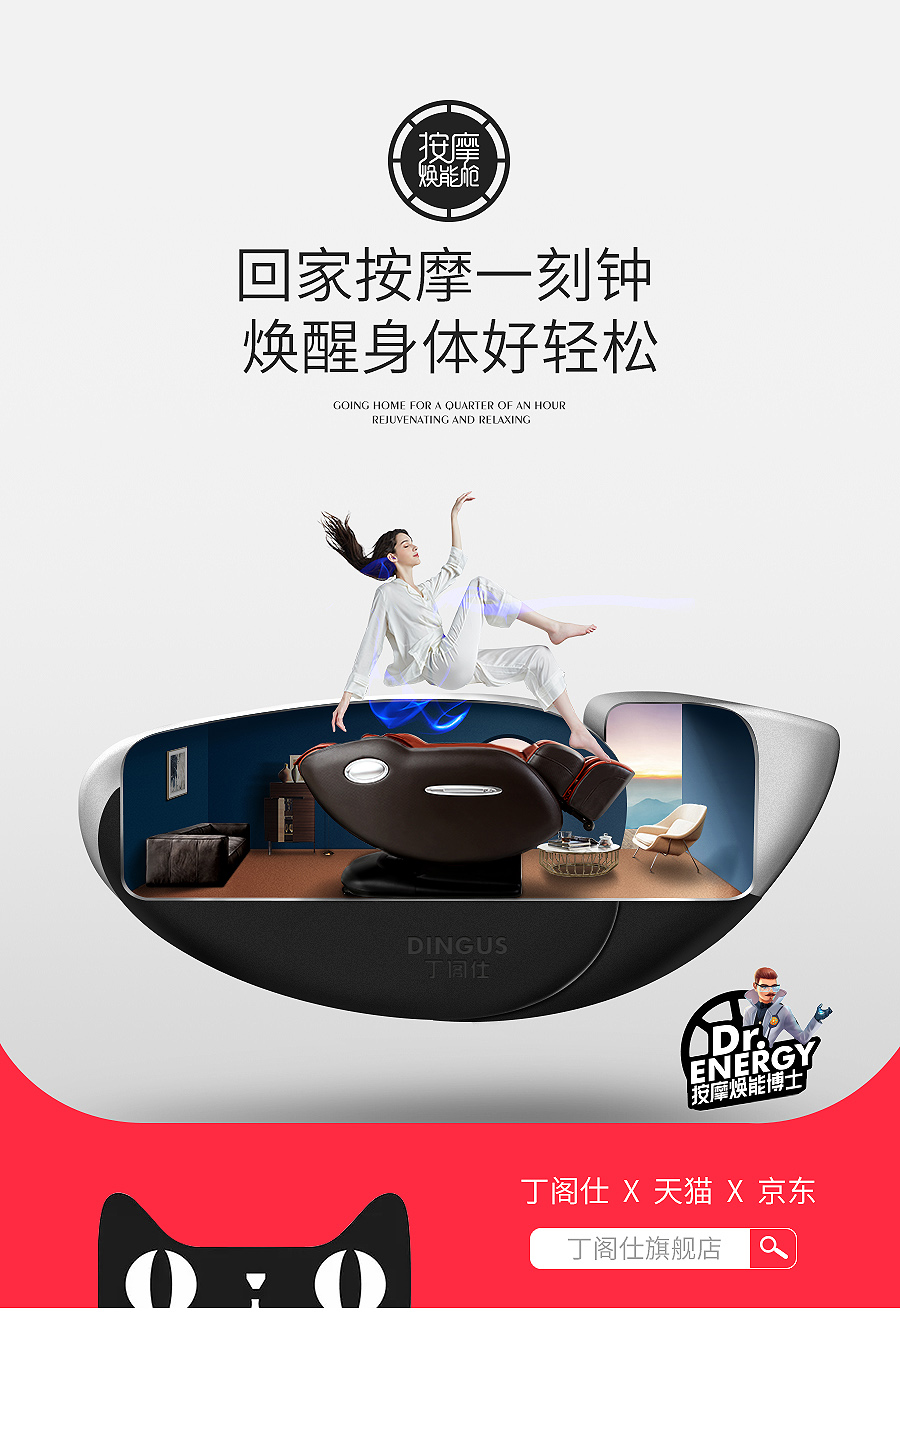 按摩
焕能舱
回家按摩一刻钟
焕醒身体好轻松
GOING HOME FOR A QUARTER OF AN HOUR
REJUVENATING AND RELAXING
DINGUS
丁阁仕
Dr.
ENERGY
按摩焕能博士
丁阁仕 X 天猫 X 京东
丁阁仕旗舰店